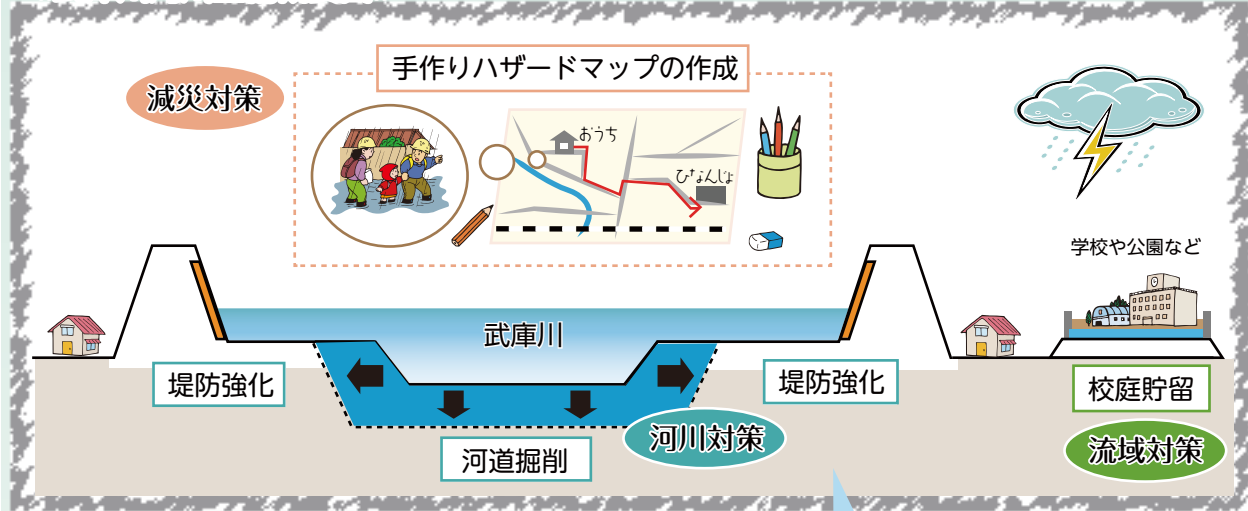 手作りハザードマップの作成
減災対策
おうち
ひなんじょ
学校や公園など
武庫川
堤防強化
堤防強化
校庭貯留
河道掘削
河川対策
流域対策